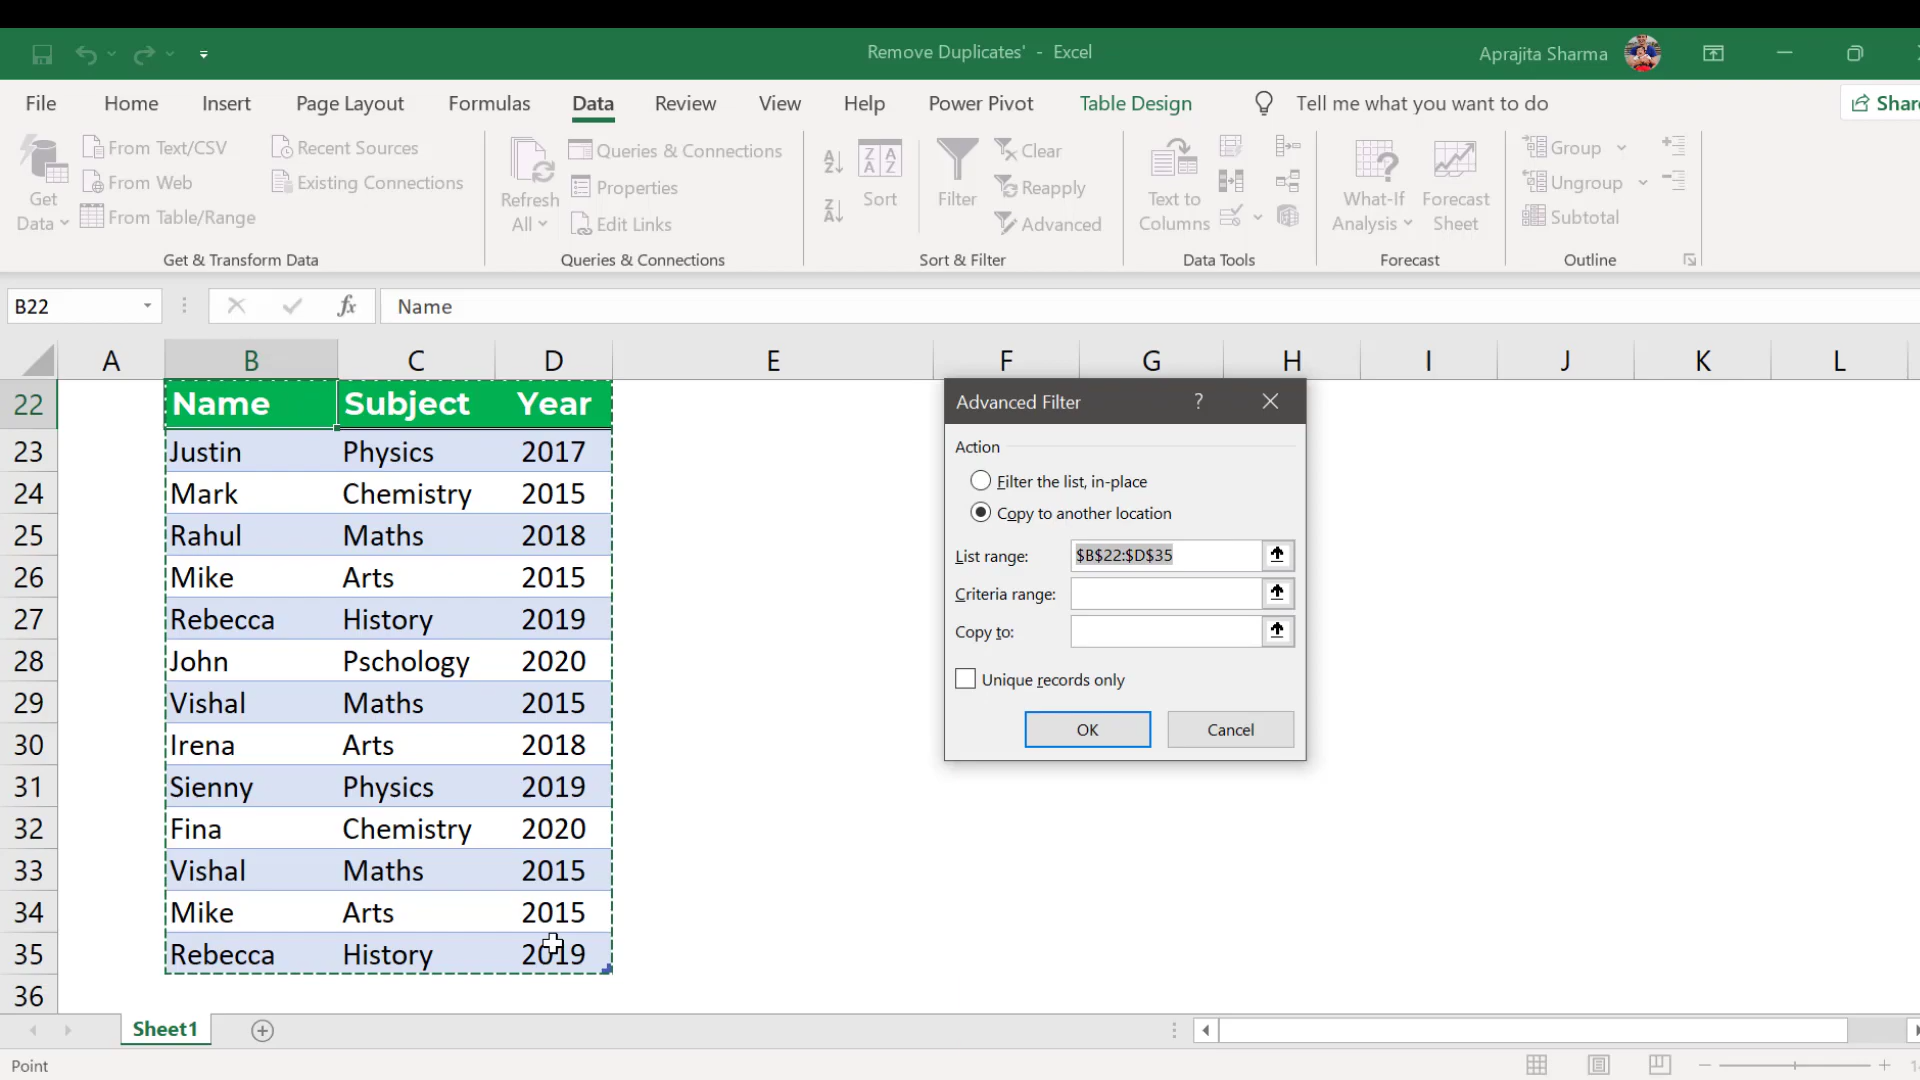 Remove Duplicates' - Excel
Aprajita Sharma
File Home Insert Page Layout Formulas Data Review View Help Power Pivot Table Design Tell me what you want to do Share
From Text/CSV Recent Sources
From Web Existing Connections
From Table/Range
Get
Data
Get & Transform Data
Refresh
All
Queries & Connections
Properties
Edit Links
Queries & Connections
Sort
Filter
Clear
Reapply
Advanced
Sort & Filter
Text to
Columns
Data Tools
What-If
Analysis
Forecast
Sheet
Forecast
Group
Ungroup
Subtotal
Outline
B22 fx Name
A B C D E F G H I J K L
22 Name Subject Year
23 Justin Physics 2017
24 Mark Chemistry 2015
25 Rahul Maths 2018
26 Mike Arts 2015
27 Rebecca History 2019
28 John Pschology 2020
29 Vishal Maths 2015
30 Irena Arts 2018
31 Sienny Physics 2019
32 Fina Chemistry 2020
33 Vishal Maths 2015
34 Mike Arts 2015
35 Rebecca History 2019
36
Advanced Filter ?
Action
Filter the list, in-place
Copy to another location
List range: $B$22:$D$35
Criteria range:
Copy to:
Unique records only
OK Cancel
Sheet1
Point